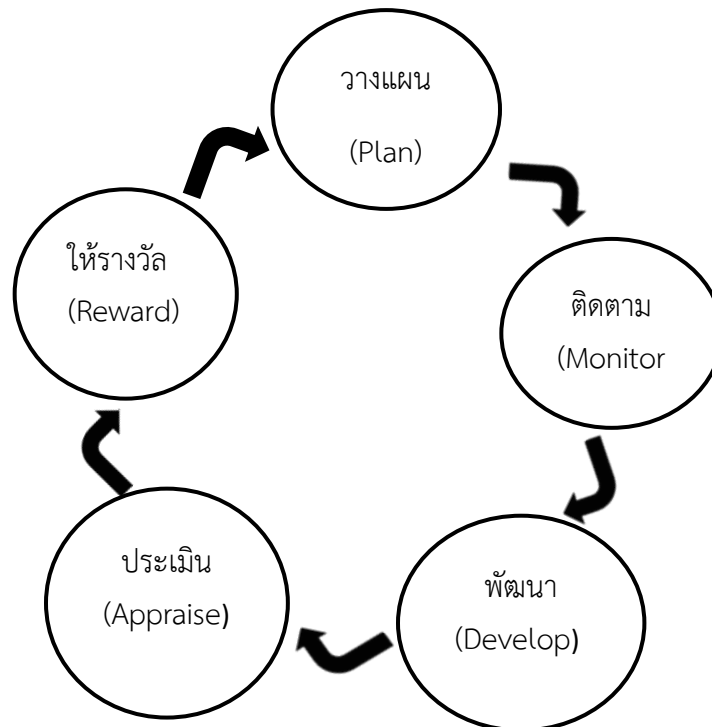 วางแผน
(Plan)
ติดตาม
(Monitor
พัฒนา
(Develop)
ประเมิน
(Appraise)
ให้รางวัล
(Reward)